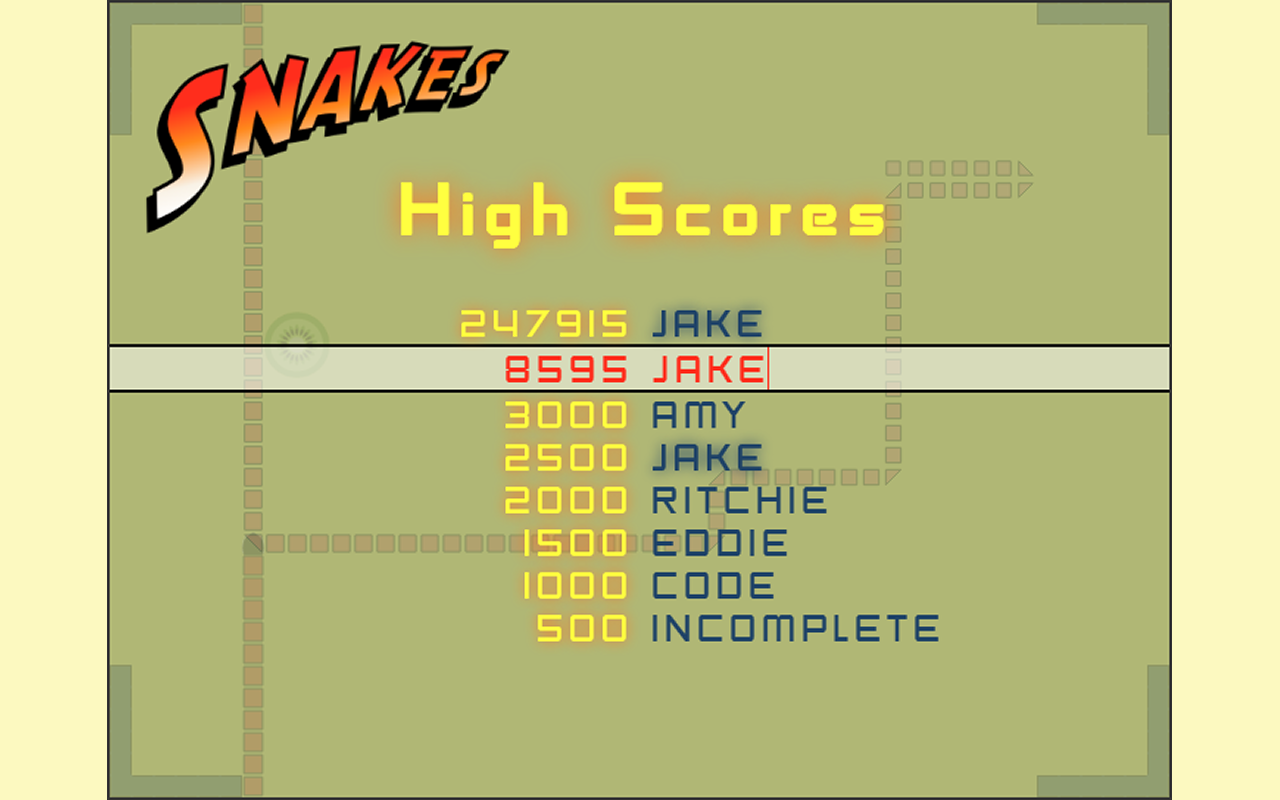 SNAKES
High Scores
247915 JAKE
8595 JAKE
3000 AMY
2500 JAKE
2000 RITCHIE
1500 EDDIE
1000 CODE
500 INCOMPLETE